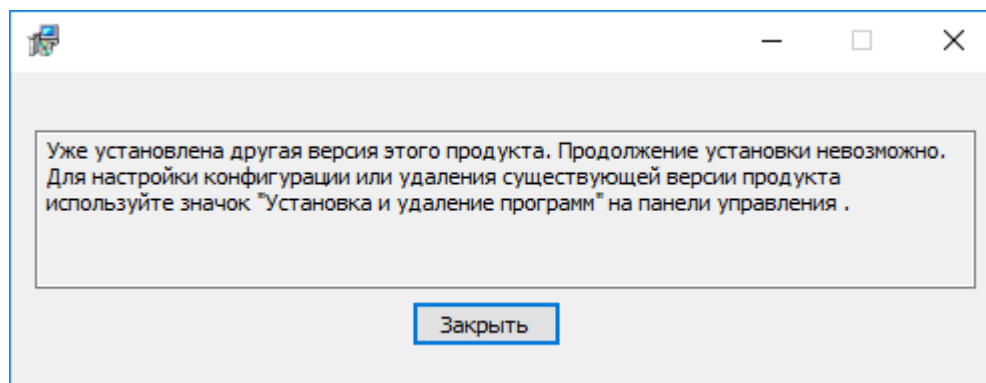 Уже установлена другая версия этого продукта. Продолжение установки невозможно.
Для настройки конфигурации или удаления существующей версии продукта
используйте значок "Установка и удаление программ" на панели управления .
Закрыть